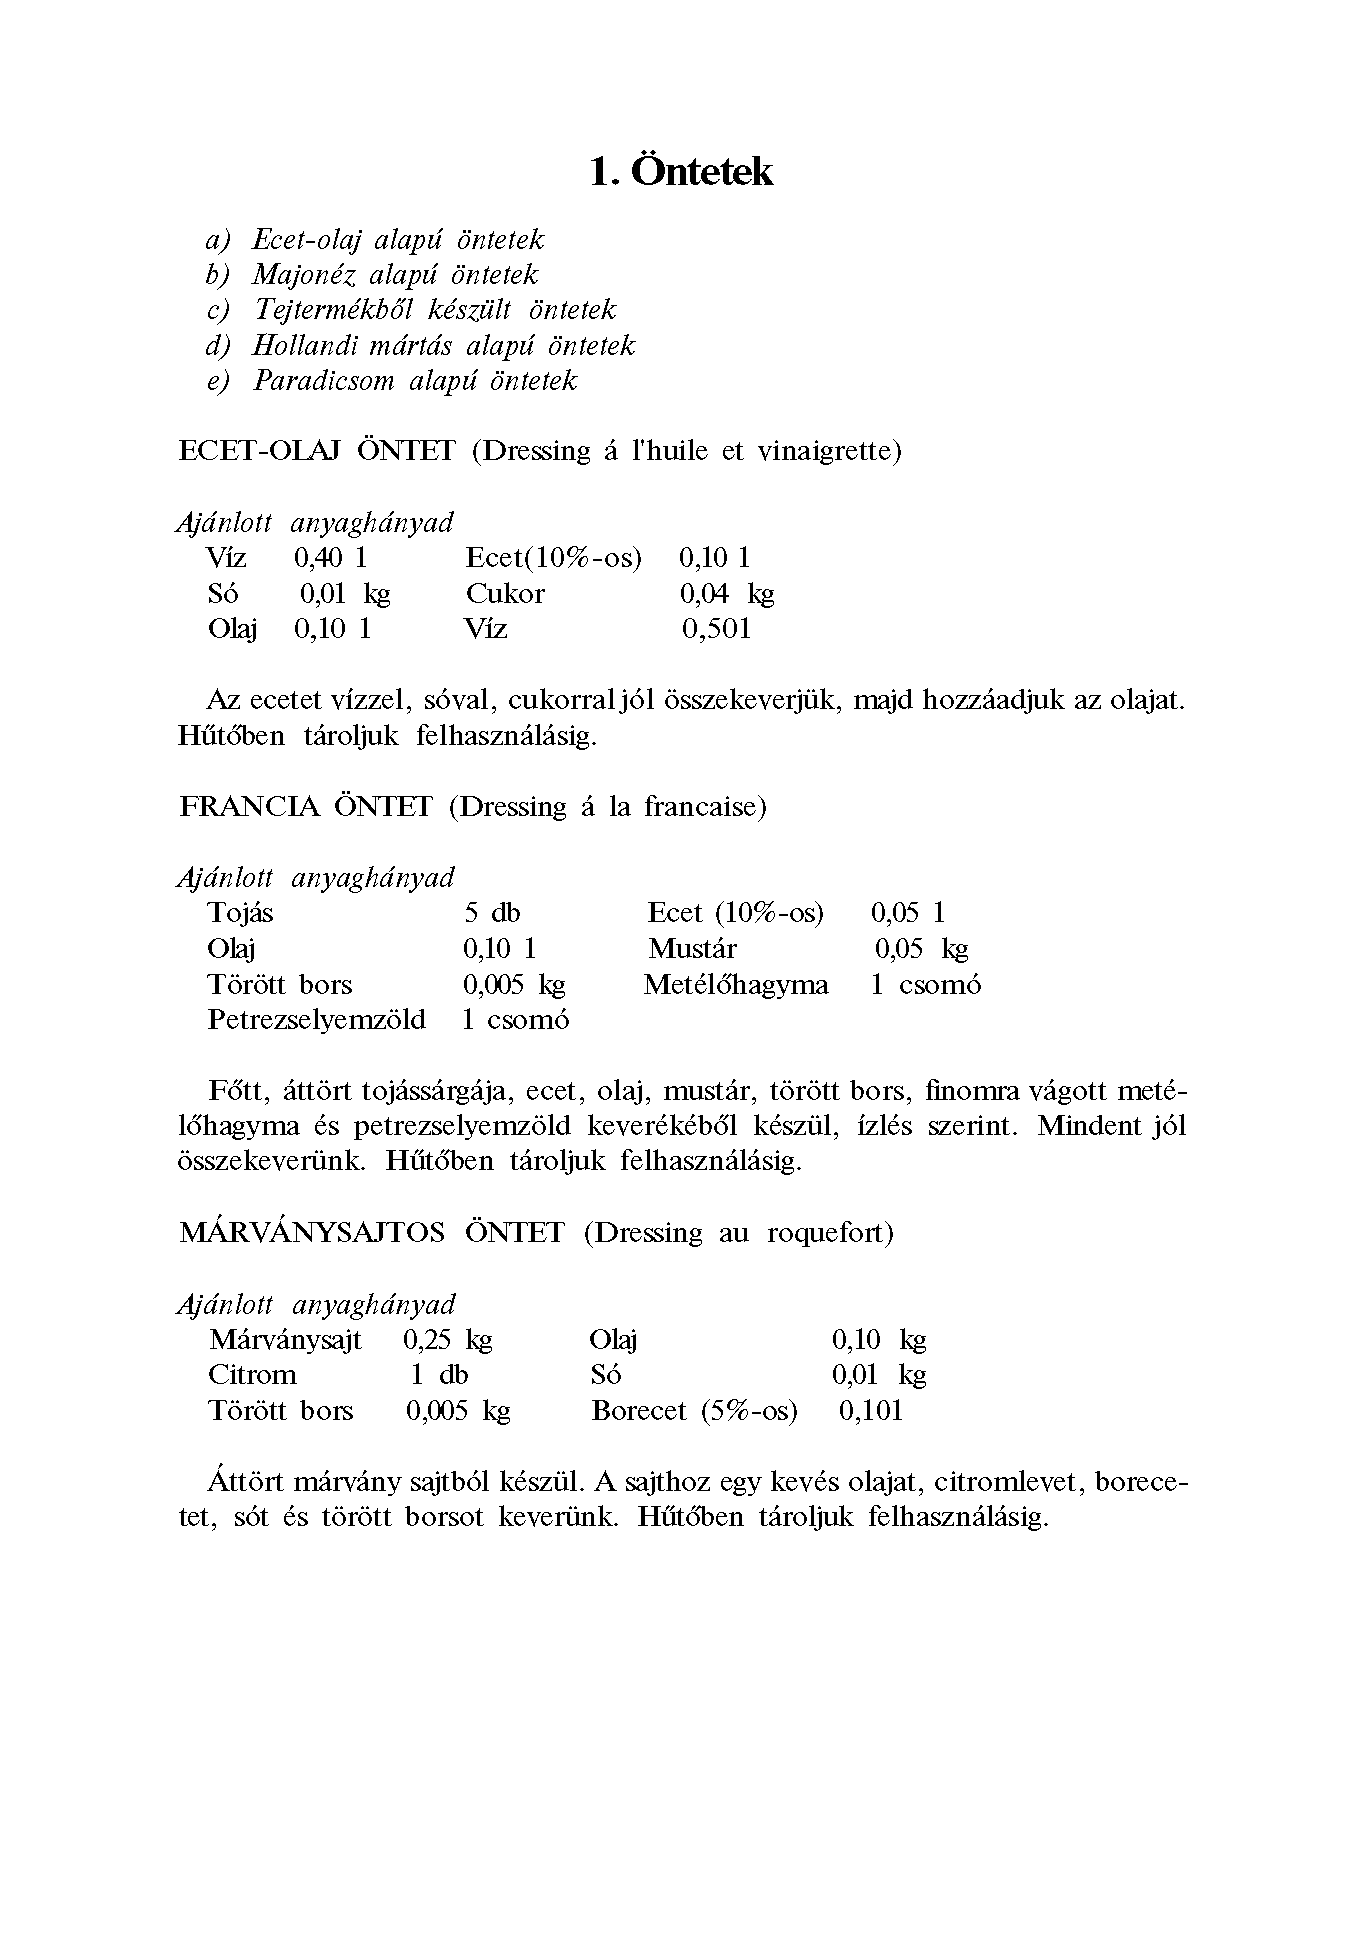 1. Öntetek
a) Ecet-olaj alapú öntetek
b) Majonéz alapú öntetek
c) Tejtermékből készült öntetek
d) Hollandi mártás alapú öntetek
e) Paradicsom alapú öntetek
ECET-OLAJ ÖNTET (Dressing á l'huile et vinaigrette)
Ajánlott anyaghányad
Víz 0,40 l Ecet(10%-os) 0,10 l
Só 0,01 kg Cukor 0,04 kg
Olaj 0,10 l Víz 0,501
Az ecetet vízzel, sóval, cukorral jól összekeverjük, majd hozzáadjuk az olajat.
Hűtőben tároljuk felhasználásig.
FRANCIA ÖNTET (Dressing á la francaise)
Ajánlott anyaghányad
Tojás 5 db Ecet (10%-os) 0,05 l
Olaj 0,10 l Mustár 0,05 kg
Törött bors 0,005 kg Metélőhagyma 1 csomó
Petrezselyemzöld 1 csomó
Főtt, áttört tojássárgája, ecet, olaj, mustár, törött bors, finomra vágott meté-
lőhagyma és petrezselyemzöld keverékéből készül, ízlés szerint. Mindent jól
összekeverünk. Hűtőben tároljuk felhasználásig.
MÁRVÁNYSAJTOS ÖNTET (Dressing au roquefort)
Ajánlott anyaghányad
Márványsajt 0,25 kg Olaj 0,10 kg
Citrom 1 db Só 0,01 kg
Törött bors 0,005 kg Borecet (5%-os) 0,101
Áttört márvány sajtból készül. A sajthoz egy kevés olajat, citromlevet, borece-
tet, sót és törött borsot keverünk. Hűtőben tároljuk felhasználásig.